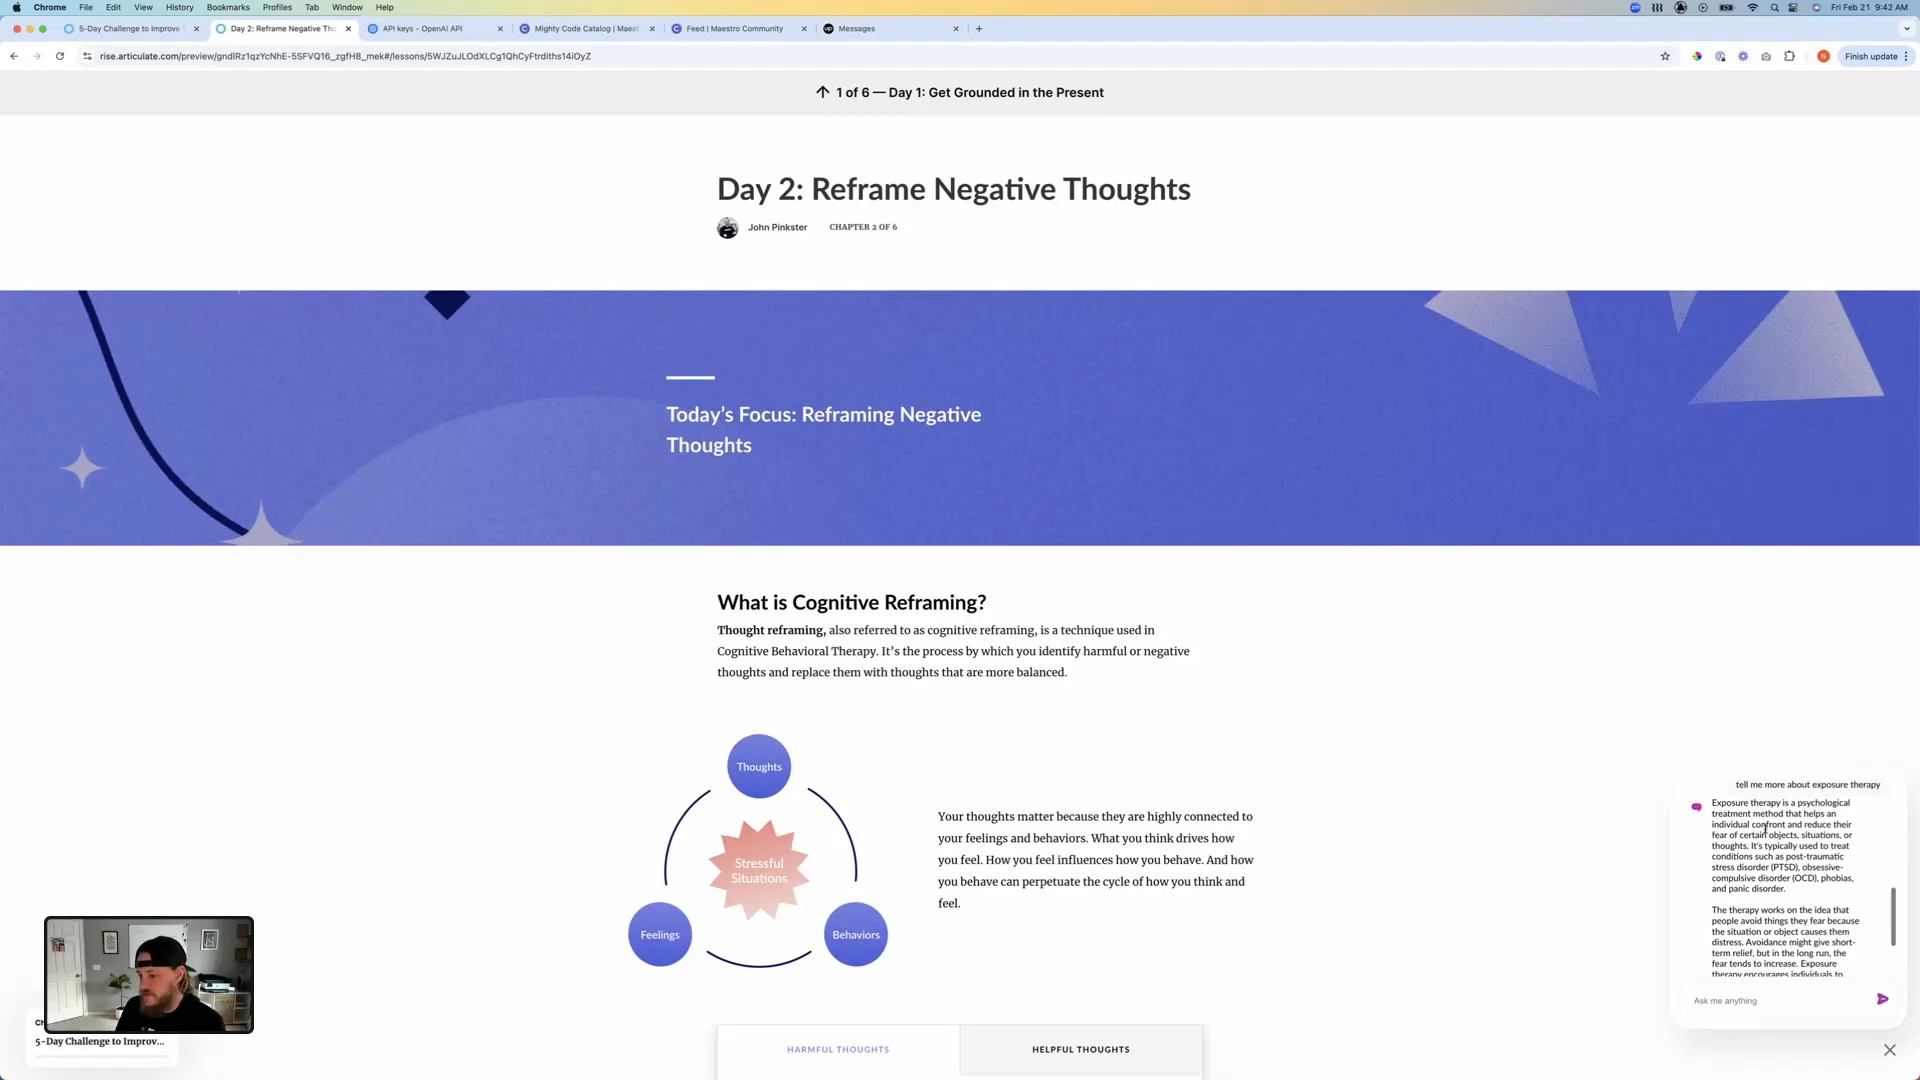 Chrome File Edit View History Bookmarks Profiles Tab Window Help
Fri Feb 21 9:42 AM
5-Day Challenge to Improve
Day 2: Reframe Negative Tho
API keys - OpenAI API
Mighty Code Catalog | Maest
Feed | Maestro Community
Messages
rise.articulate.com/preview/gndlRz1qzYcNhE-5SFVQ16_zgfH8_mek#/lessons/5WJZuJLOdXLCg1QhCyFtrdiths14iOyZ
N
Finish update
1 of 6 — Day 1: Get Grounded in the Present
Day 2: Reframe Negative Thoughts
John Pinkster CHAPTER 2 OF 6
Today's Focus: Reframing Negative
Thoughts
What is Cognitive Reframing?
Thought reframing, also referred to as cognitive reframing, is a technique used in
Cognitive Behavioral Therapy. It's the process by which you identify harmful or negative
thoughts and replace them with thoughts that are more balanced.
Thoughts
Stressful
Situations
Feelings
Behaviors
Your thoughts matter because they are highly connected to
your feelings and behaviors. What you think drives how
you feel. How you feel influences how you behave. And how
you behave can perpetuate the cycle of how you think and
feel.
HARMFUL THOUGHTS
HELPFUL THOUGHTS
5-Day Challenge to Improv...
tell me more about exposure therapy
Exposure therapy is a psychological
treatment method that helps an
individual confront and reduce their
fear of certain objects, situations, or
thoughts. It's typically used to treat
conditions such as post-traumatic
stress disorder (PTSD), obsessive-
compulsive disorder (OCD), phobias,
and panic disorder.
The therapy works on the idea that
people avoid things they fear because
the situation or object causes them
distress. Avoidance might give short-
term relief, but in the long run, the
fear tends to increase. Exposure
therapy encourages individuals to
Ask me anything